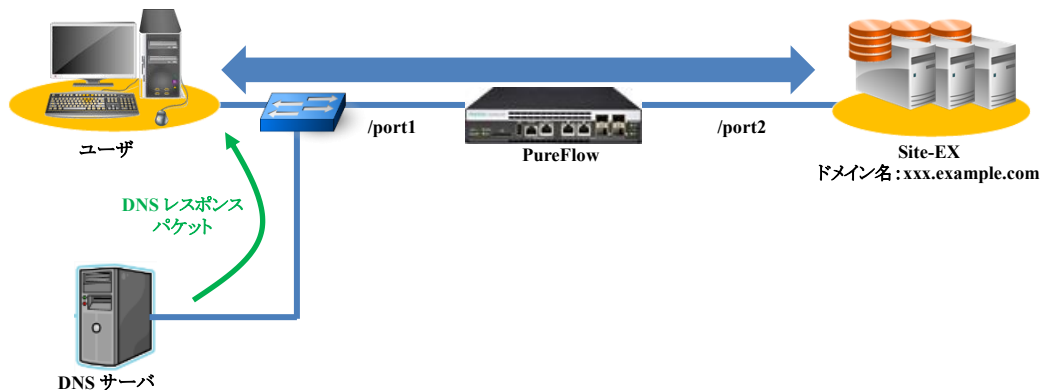 ユーザ
/port1
PureFlow
/port2
Site-EX
ドメイン名：xxx.example.com
DNS レスポンス
パケット
DNS サーバ